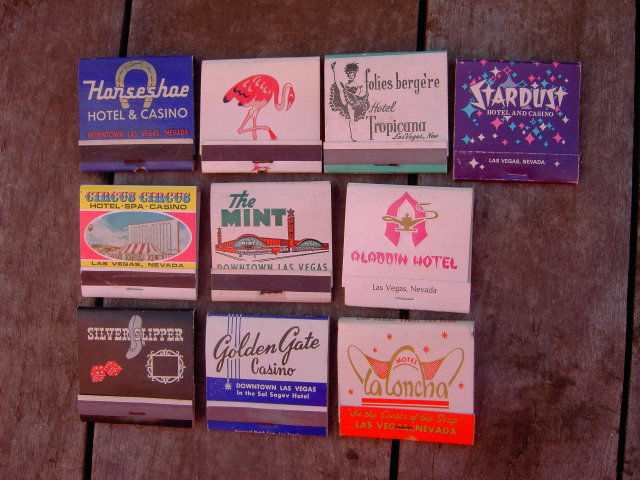 Horseshoe
HOTEL & CASINO
DOWNTOWN LAS VEGAS, NEVADA
folies bergère
Hotel
Tropicana
Las Vegas, Nev
STARDUST
HOTEL AND CASINO
LAS VEGAS, NEVADA
CIRCUS CIRCUS
HOTEL·SPA·CASINO
LAS VEGAS, NEVADA
The
MINT
DOWNTOWN LAS VEGAS
ALADDIN HOTEL
Las Vegas, Nevada
SILVER SLIPPER
Golden Gate
Casino
DOWNTOWN LAS VEGAS
In the Sal Sagev Hotel
MOTEL
La Concha
"In the Center of the Strip"
LAS VEGAS, NEVADA